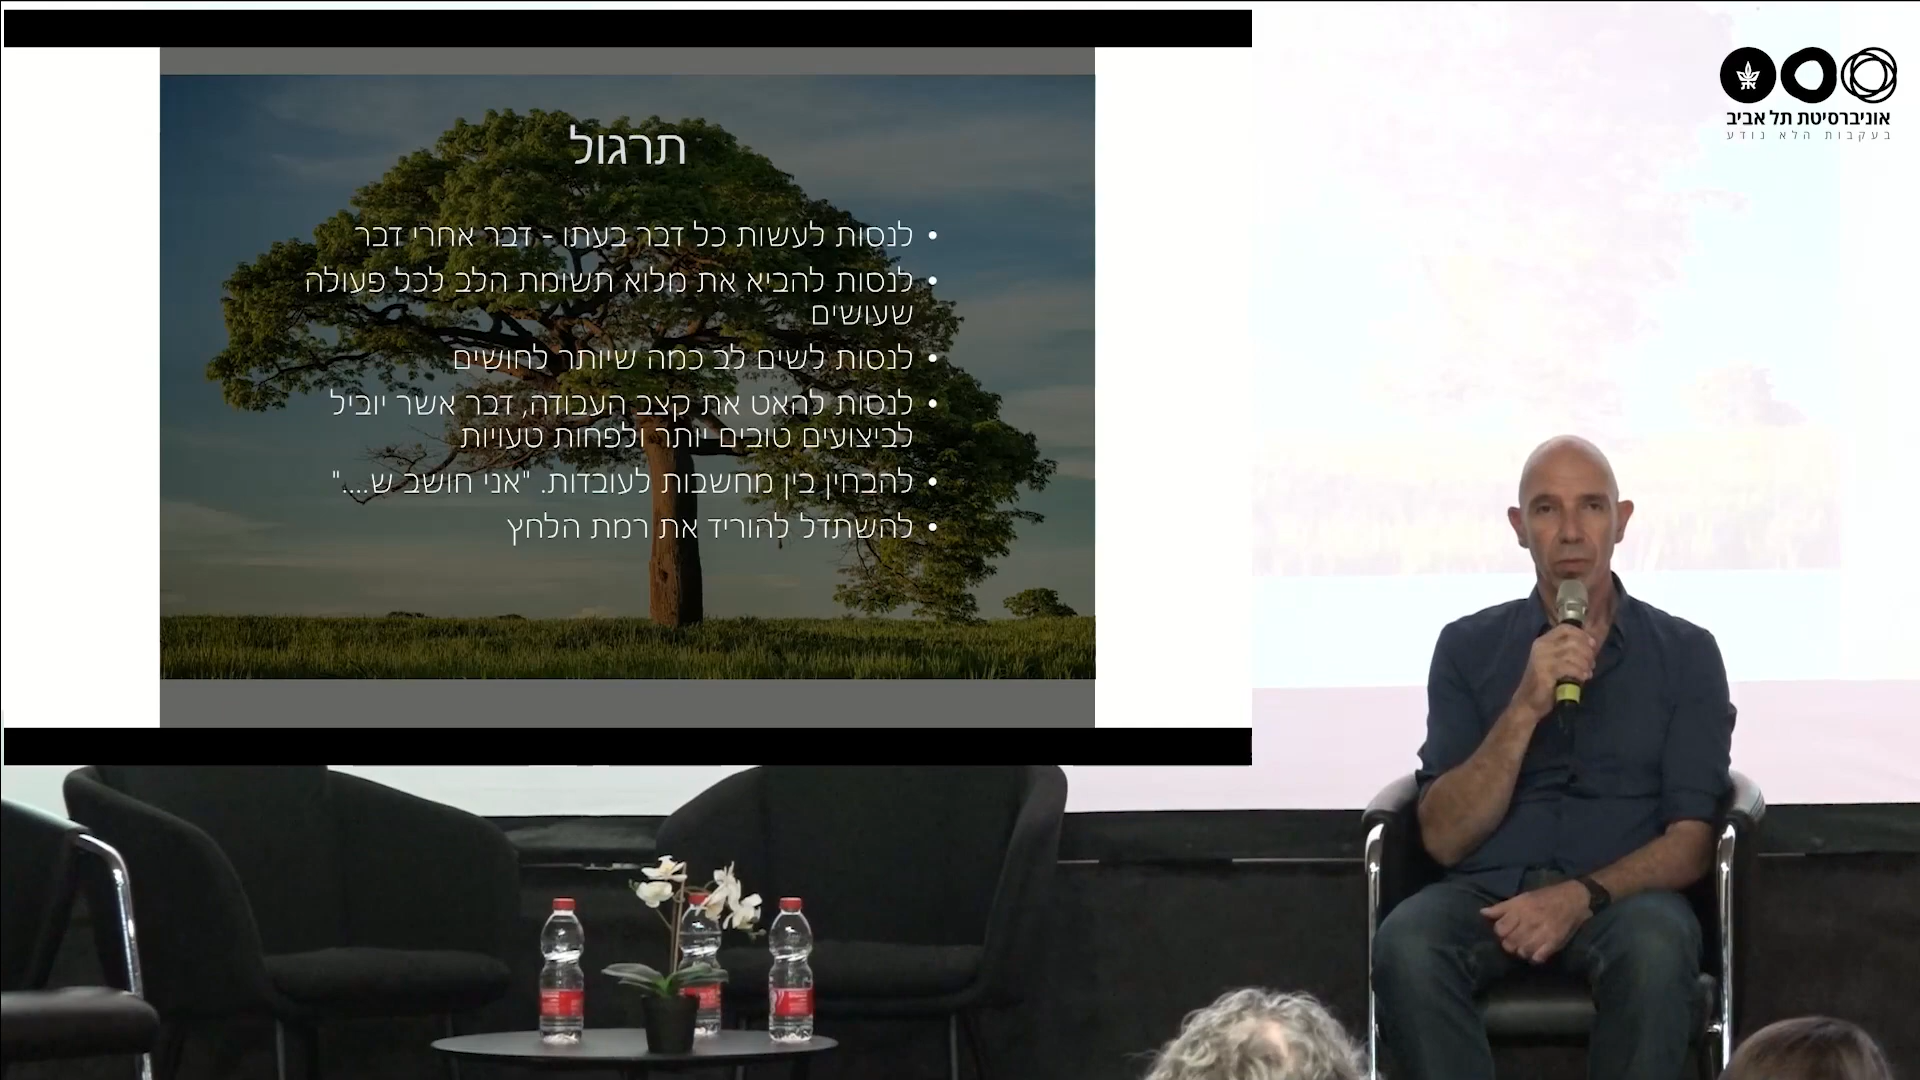 תרגול
• לנסות לעשות כל דבר בעתו - דבר אחרי דבר
• לנסות להביא את מלוא תשומת הלב לכל פעולה
שעושים
• לנסות לשים לב כמה שיותר לחושים
• לנסות להאט את קצב העבודה, דבר אשר יוביל
לביצועים טובים יותר ולפחות טעויות
• להבחין בין מחשבות לעובדות. "אני חושב ש...."
• להשתדל להוריד את רמת הלחץ
אוניברסיטת תל אביב
בעקבות הלא נודע